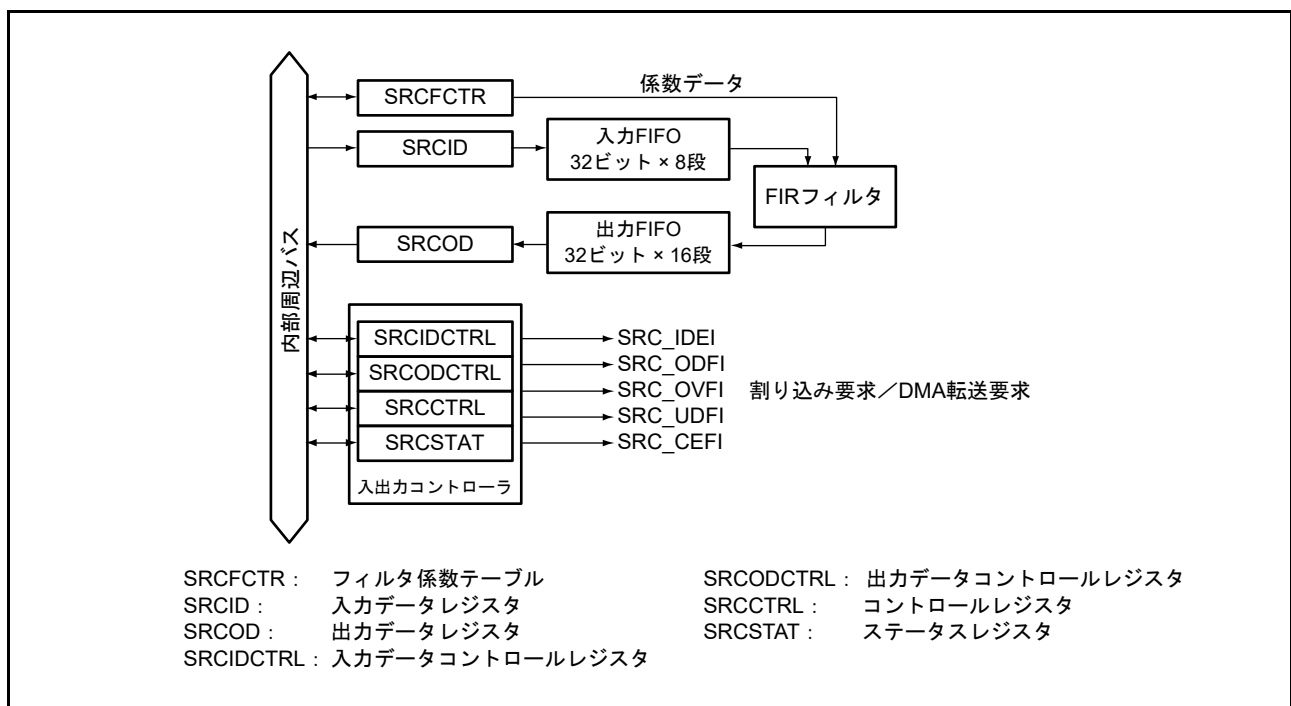 SRCFCTR
係数データ
SRCID
入力FIFO
32ビット × 8段
FIRフィルタ
SRCOD
出力FIFO
32ビット × 16段
内部周辺バス
SRCIDCTRL
SRCODCTRL
SRCCTRL
SRCSTAT
入出力コントローラ
SRC_IDEI
SRC_ODFI
SRC_OVFI
SRC_UDFI
SRC_CEFI
割り込み要求／DMA転送要求
SRCFCTR： フィルタ係数テーブル
SRCID： 入力データレジスタ
SRCOD： 出力データレジスタ
SRCIDCTRL： 入力データコントロールレジスタ
SRCODCTRL： 出力データコントロールレジスタ
SRCCTRL： コントロールレジスタ
SRCSTAT： ステータスレジスタ